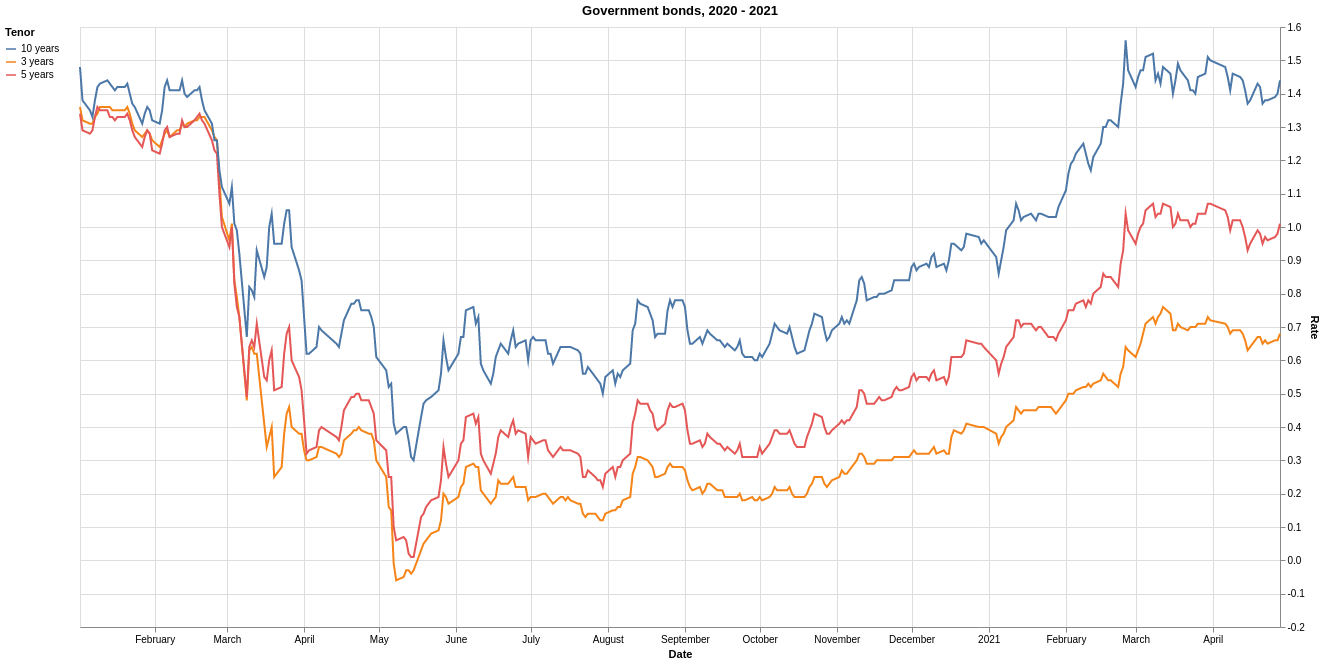 Government bonds, 2020 - 2021
Tenor
10 years
3 years
5 years
1.6
1.5
1.4
1.3
1.2
1.1
1.0
0.9
0.8
0.7
0.6
0.5
0.4
0.3
0.2
0.1
0.0
-0.1
-0.2
Rate
February March April May June July August September October November December 2021 February March April
Date